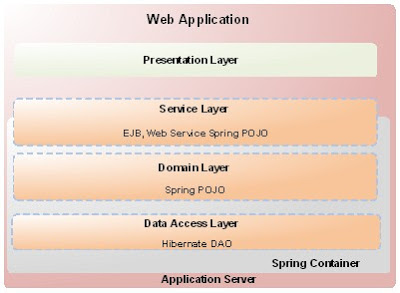 Web Application
Presentation Layer
Service Layer
EJB, Web Service Spring POJO
Domain Layer
Spring POJO
Data Access Layer
Hibernate DAO
Spring Container
Application Server